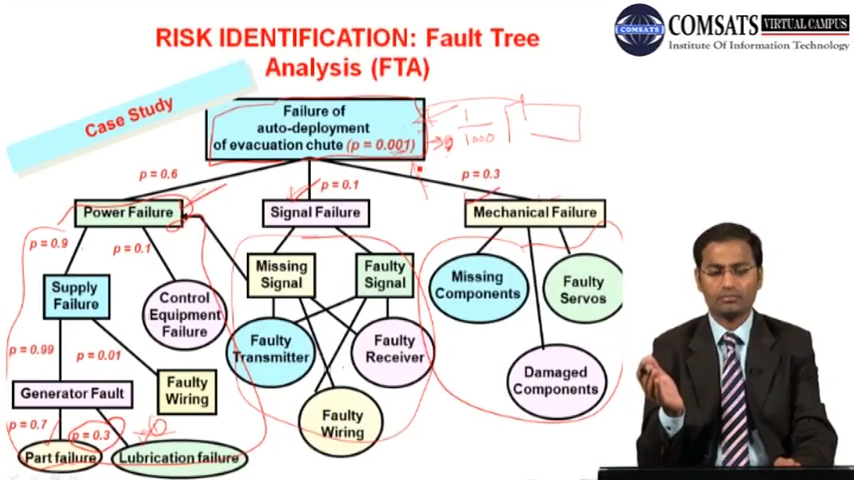 COMSATS VIRTUAL CAMPUS
Institute Of Information Technology
RISK IDENTIFICATION: Fault Tree
Analysis (FTA)
Case Study
Failure of
auto-deployment
of evacuation chute (p = 0.001)
1
1000
p = 0.6
p = 0.1
p = 0.3
Power Failure
Signal Failure
Mechanical Failure
p = 0.9
p = 0.1
Supply
Failure
Control
Equipment
Failure
Missing
Signal
Faulty
Signal
Missing
Components
Faulty
Servos
Faulty
Transmitter
Faulty
Receiver
p = 0.99
p = 0.01
Damaged
Components
Generator Fault
Faulty
Wiring
Faulty
Wiring
p = 0.7
p = 0.3
Part failure
Lubrication failure